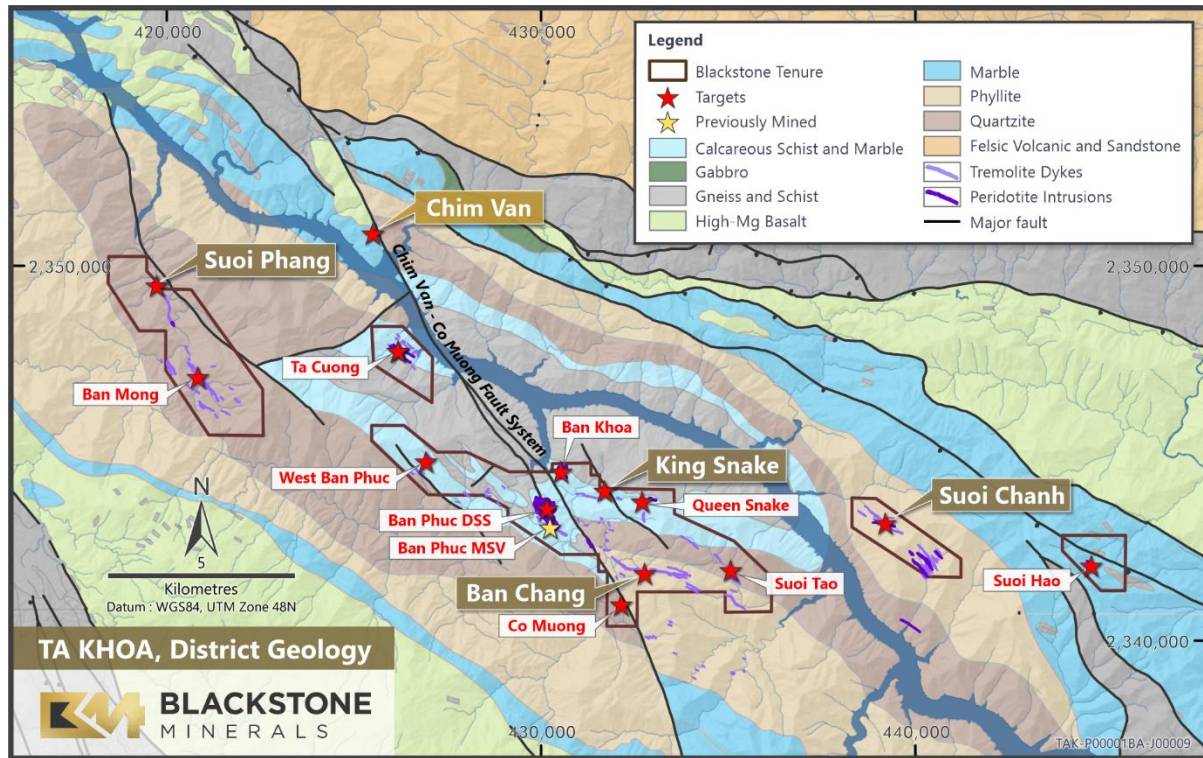 420,000
430,000
Legend
Blackstone Tenure
Targets
Previously Mined
Calcareous Schist and Marble
Gabbro
Gneiss and Schist
High-Mg Basalt
Marble
Phyllite
Quartzite
Felsic Volcanic and Sandstone
Tremolite Dykes
Peridotite Intrusions
Major fault
Chim Van
Suoi Phang
2,350,000
2,350,000
Chim Van - Co Muong Fault System
Ta Cuong
Ban Mong
Ban Khoa
West Ban Phuc
King Snake
Queen Snake
Suoi Chanh
Ban Phuc DSS
Ban Phuc MSV
Suoi Hao
Suoi Tao
Ban Chang
Co Muong
N
5
Kilometres
Datum : WGS84, UTM Zone 48N
2,340,000
TA KHOA, District Geology
BLACKSTONE
MINERALS
430,000
440,000
TAK-P00001BA-J00009